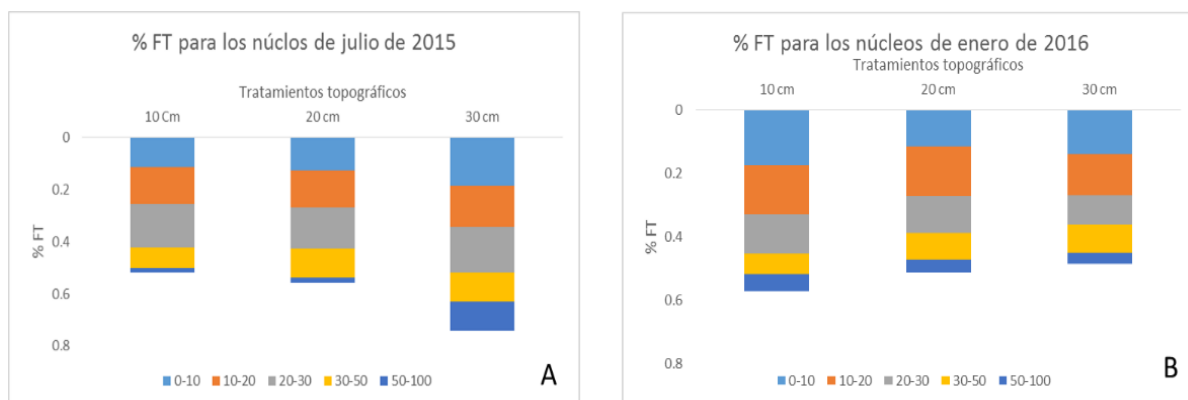 % FT para los núclos de julio de 2015
Tratamientos topográficos
10 Cm 20 cm 30 cm
0
0.2
0.4
0.6
0.8
% FT
0-10 10-20 20-30 30-50 50-100
A
% FT para los núcleos de enero de 2016
Tratamientos topográficos
10 cm 20 cm 30 cm
0
0.2
0.4
0.6
0.8
% FT
0-10 10-20 20-30 30-50 50-100
B